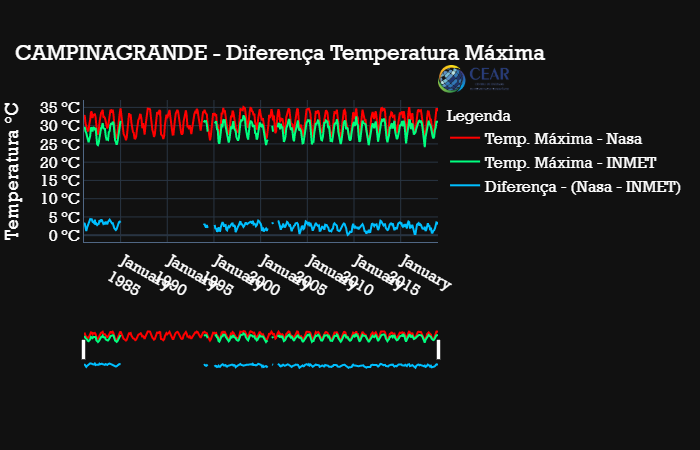 CAMPINAGRANDE - Diferença Temperatura Máxima
CEAR
Legenda
Temp. Máxima - Nasa
Temp. Máxima - INMET
Diferença - (Nasa - INMET)
Temperatura °C
35 °C
30 °C
25 °C
20 °C
15 °C
10 °C
5 °C
0 °C
January
1985
January
1990
January
1995
January
2000
January
2005
January
2010
January
2015